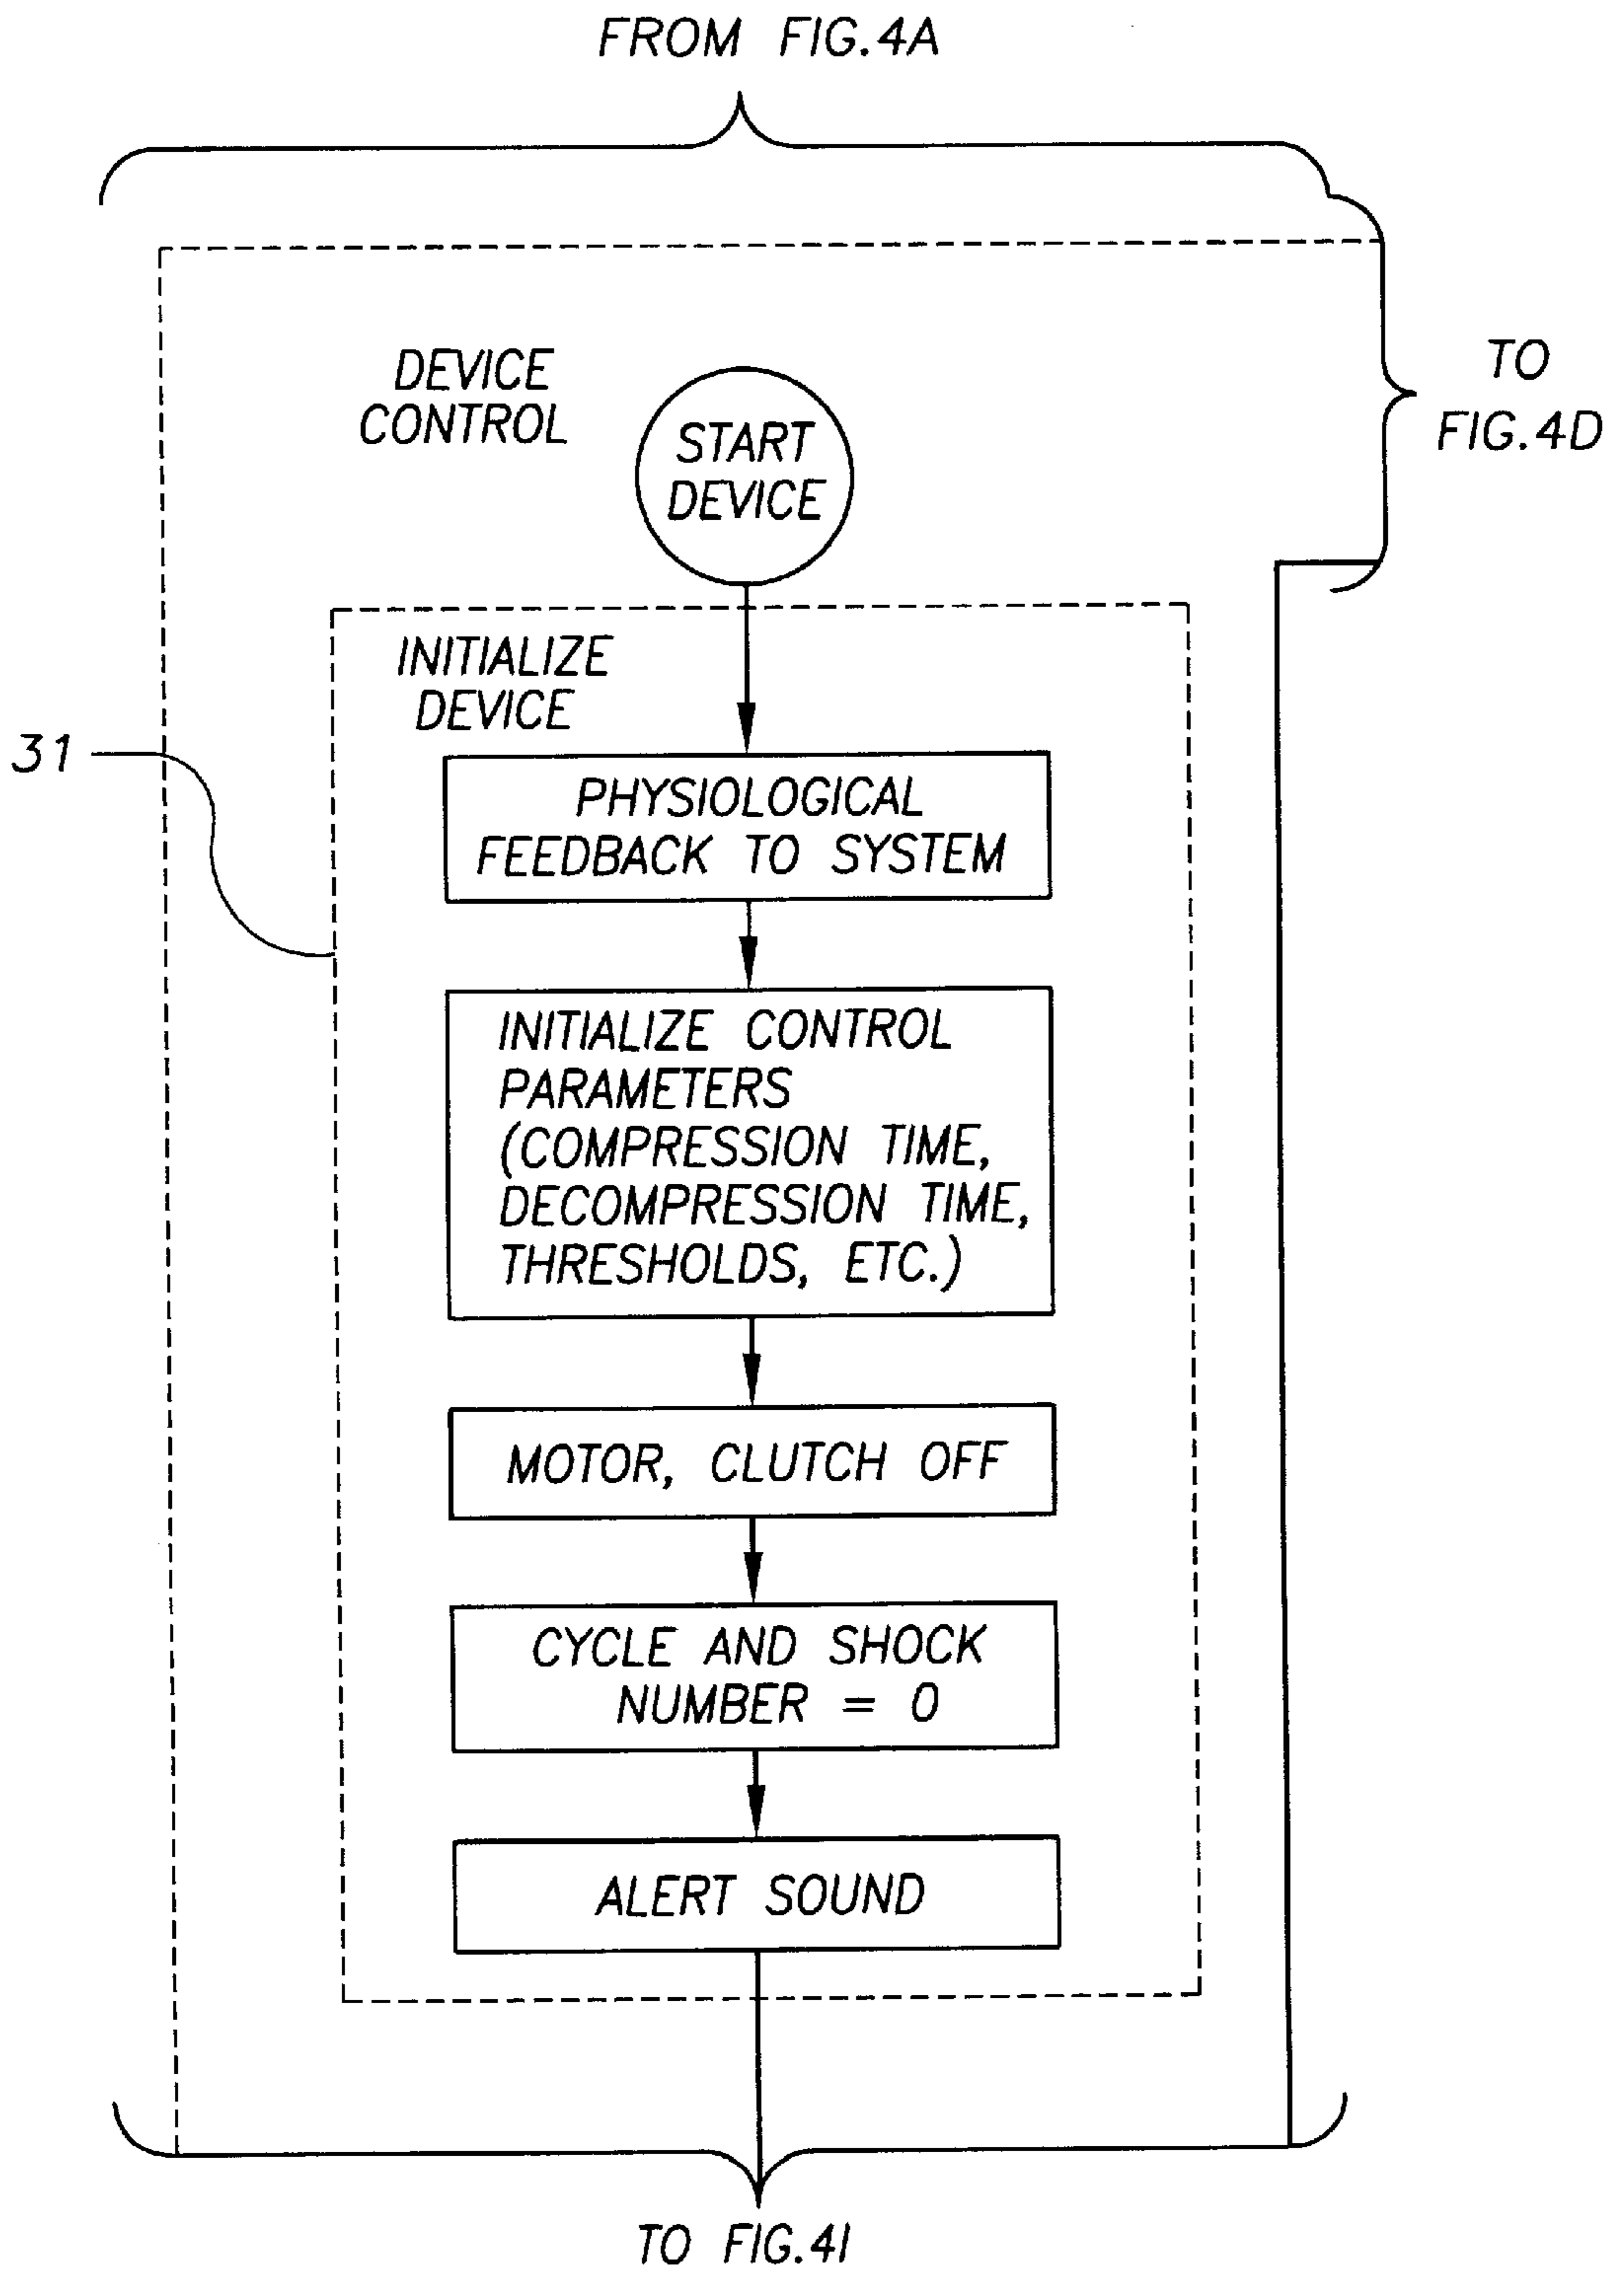 FROM FIG.4A
TO
FIG.4D
DEVICE
CONTROL
START
DEVICE
INITIALIZE
DEVICE
31
PHYSIOLOGICAL
FEEDBACK TO SYSTEM
INITIALIZE CONTROL
PARAMETERS
(COMPRESSION TIME,
DECOMPRESSION TIME,
THRESHOLDS, ETC.)
MOTOR, CLUTCH OFF
CYCLE AND SHOCK
NUMBER = 0
ALERT SOUND
TO FIG.4I